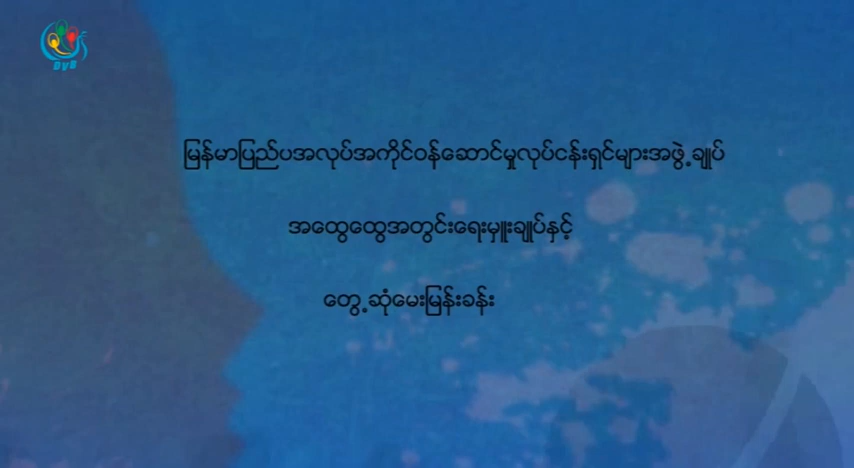 DVB
မြန်မာပြည်ပအလုပ်အကိုင်ဝန်ဆောင်မှုလုပ်ငန်းရှင်များအဖွဲ့ချုပ်
အထွေထွေအတွင်းရေးမှူးချုပ်နှင့်
တွေ့ဆုံမေးမြန်းခန်း